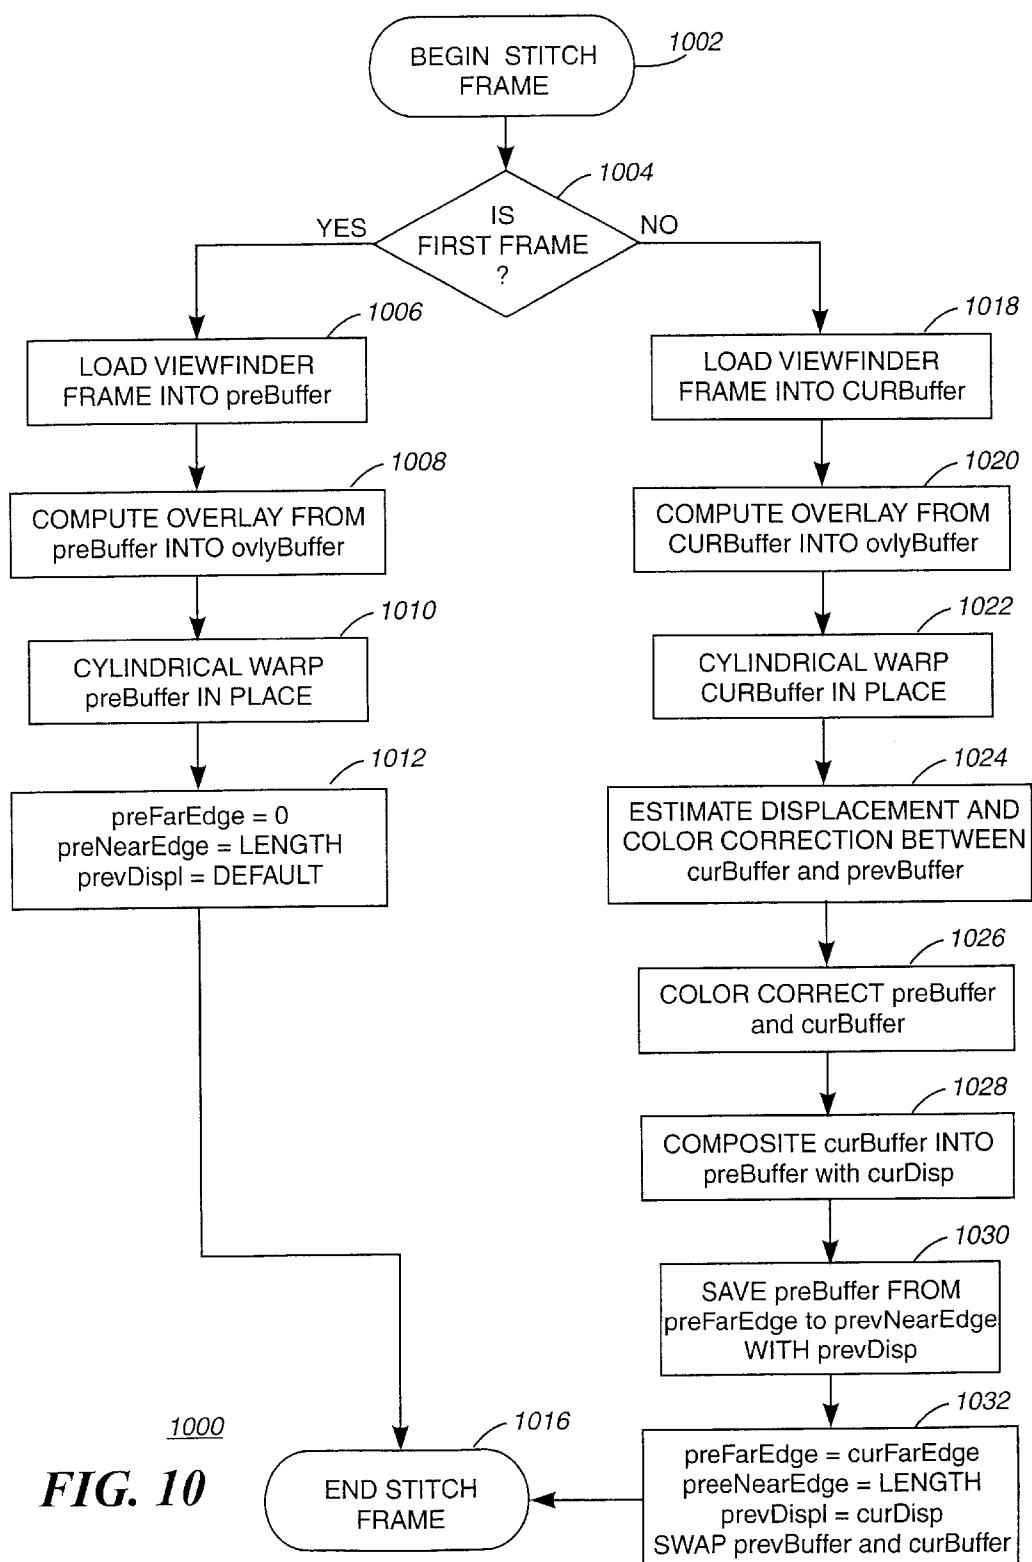 BEGIN STITCH
FRAME
1002
IS
FIRST FRAME
?
1004
YES
NO
1006
LOAD VIEWFINDER
FRAME INTO preBuffer
1008
COMPUTE OVERLAY FROM
preBuffer INTO ovlyBuffer
1010
CYLINDRICAL WARP
preBuffer IN PLACE
1012
preFarEdge = 0
preNearEdge = LENGTH
prevDispl = DEFAULT
1018
LOAD VIEWFINDER
FRAME INTO CURBuffer
1020
COMPUTE OVERLAY FROM
CURBuffer INTO ovlyBuffer
1022
CYLINDRICAL WARP
CURBuffer IN PLACE
1024
ESTIMATE DISPLACEMENT AND
COLOR CORRECTION BETWEEN
curBuffer and prevBuffer
1026
COLOR CORRECT preBuffer
and curBuffer
1028
COMPOSITE curBuffer INTO
preBuffer with curDisp
1030
SAVE preBuffer FROM
preFarEdge to prevNearEdge
WITH prevDisp
1032
preFarEdge = curFarEdge
preeNearEdge = LENGTH
prevDispl = curDisp
SWAP prevBuffer and curBuffer
1016
END STITCH
FRAME
1000
FIG. 10